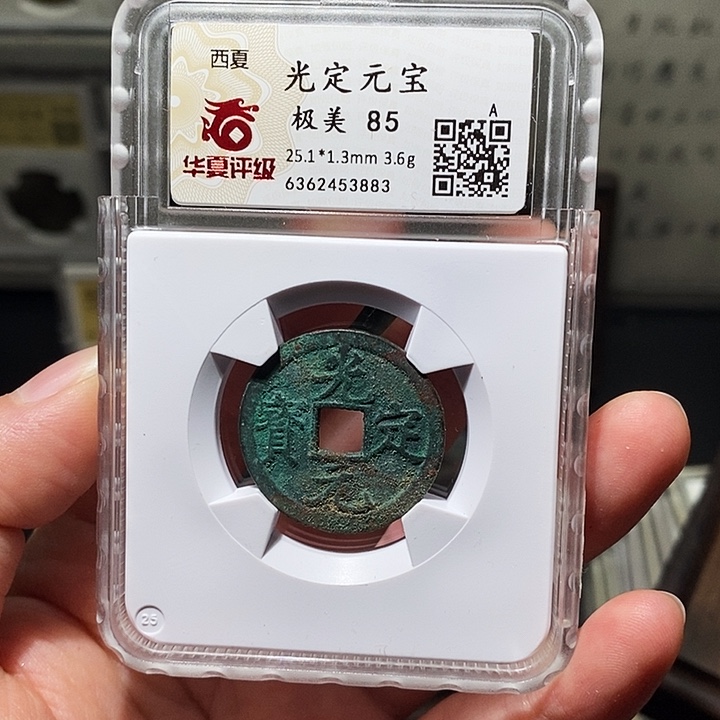 西夏
华夏评级
光定元宝
极美 85
25.1*1.3mm 3.6g
6362453883
A
光定元寶
25